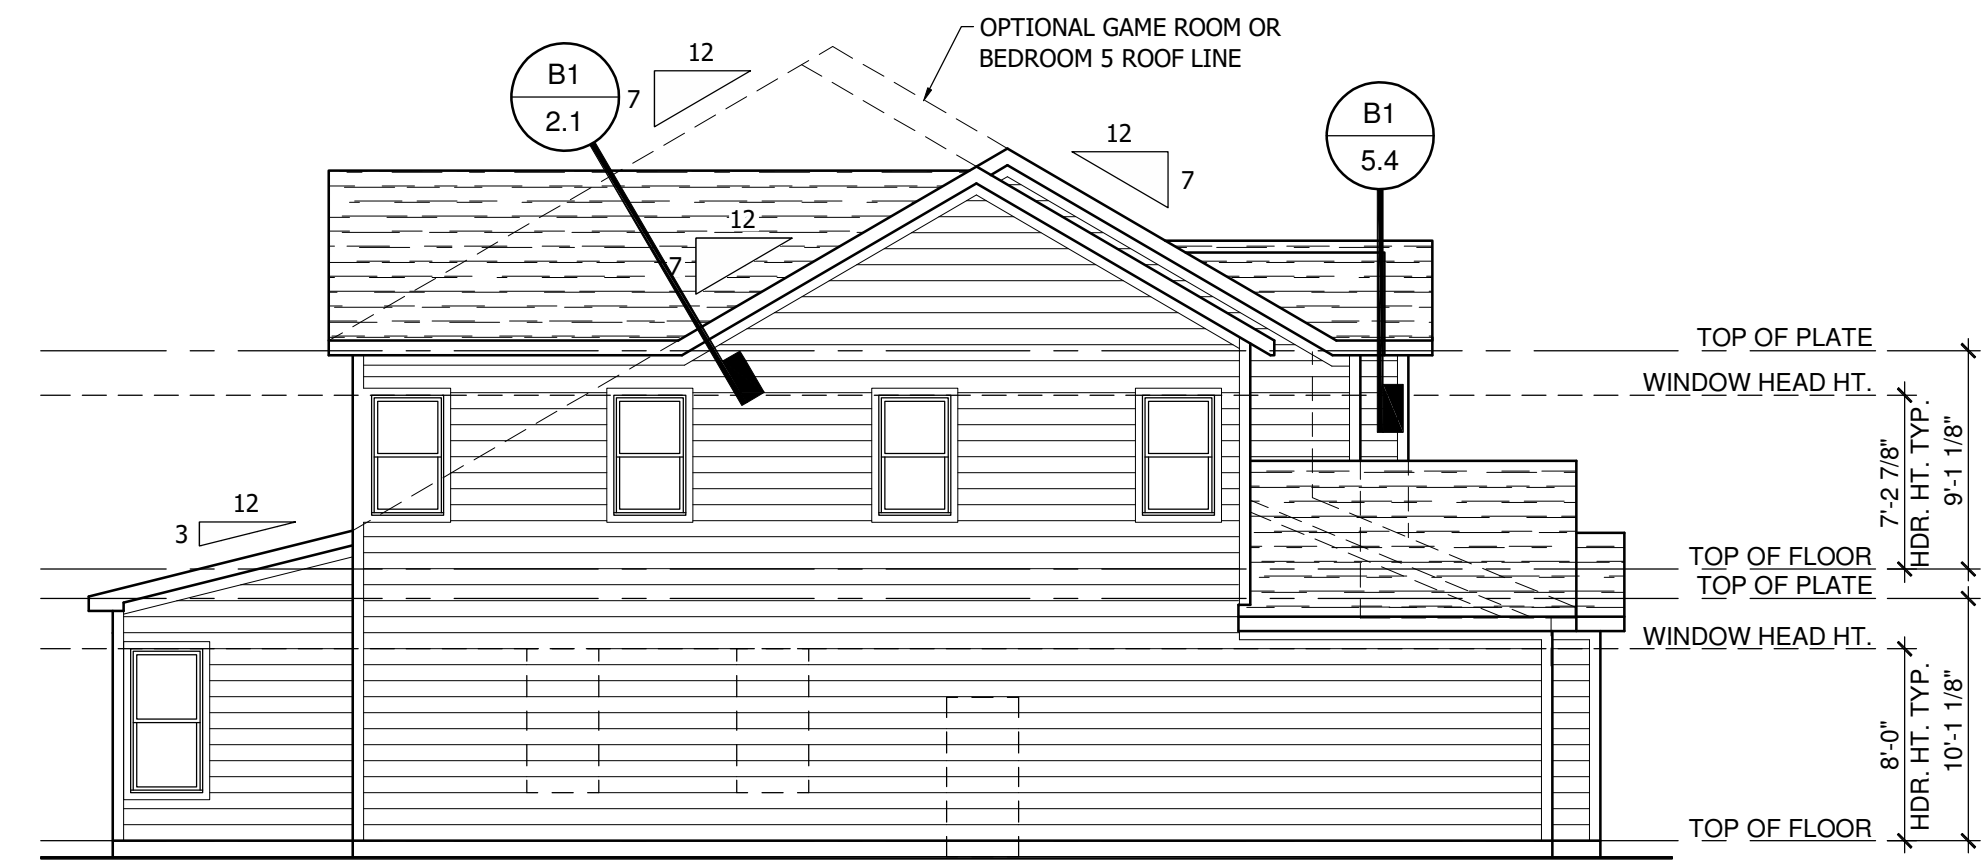 OPTIONAL GAME ROOM OR
BEDROOM 5 ROOF LINE
12
7
B1
2.1
12
7
B1
5.4
12
7
12
3
TOP OF PLATE
WINDOW HEAD HT.
7'-2 7/8"
HDR. HT. TYP.
9'-1 1/8"
TOP OF FLOOR
TOP OF PLATE
WINDOW HEAD HT.
8'-0"
HDR. HT. TYP.
10'-1 1/8"
TOP OF FLOOR